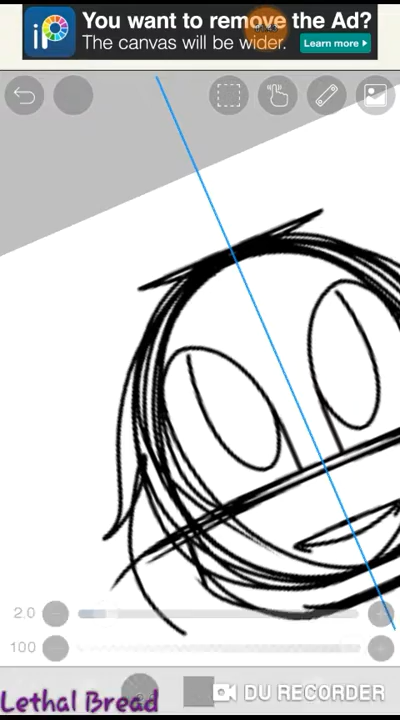 iP
You want to remove the Ad?
The canvas will be wider.
Learn more
2.0
100
DU RECORDER
Lethal Bread